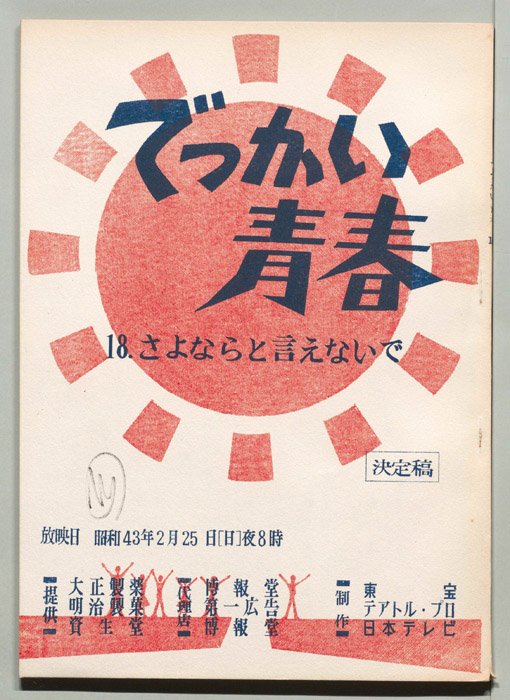 でっかい
青春
18.さよならと言えないで
決定稿
放映日 昭和43年2月25日[日]夜8時
提供
大正製薬
明治製菓
資生堂
代理店
博報堂
第一広告
博報堂
制作
東宝
テアトル・プロ
日本テレビ